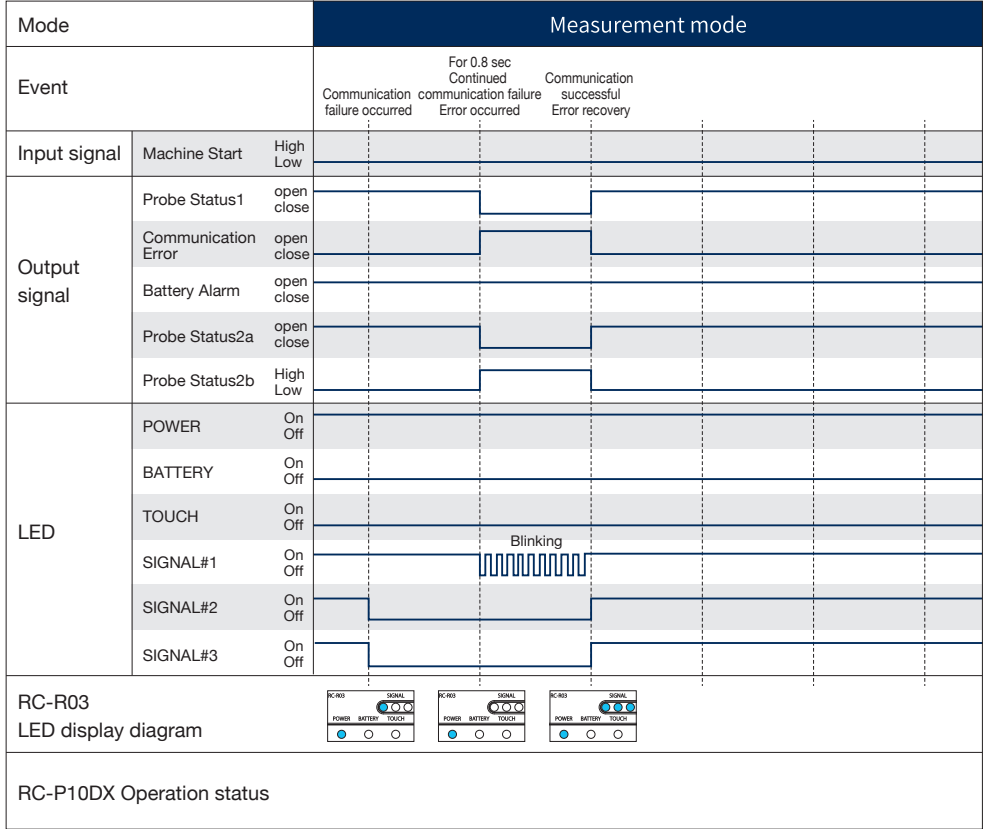 Mode
Measurement mode
Event
Communication
failure occurred
For 0.8 sec
Continued
communication failure
Error occurred
Communication
successful
Error recovery
Input signal
Machine Start
High
Low
Output
signal
Probe Status1
open
close
Communication
Error
open
close
Battery Alarm
open
close
Probe Status2a
open
close
Probe Status2b
High
Low
LED
POWER
On
Off
BATTERY
On
Off
TOUCH
On
Off
SIGNAL#1
On
Off
Blinking
SIGNAL#2
On
Off
SIGNAL#3
On
Off
RC-R03
LED display diagram
RC-R03 SIGNAL
POWER BATTERY TOUCH
RC-R03 SIGNAL
POWER BATTERY TOUCH
RC-R03 SIGNAL
POWER BATTERY TOUCH
RC-P10DX Operation status